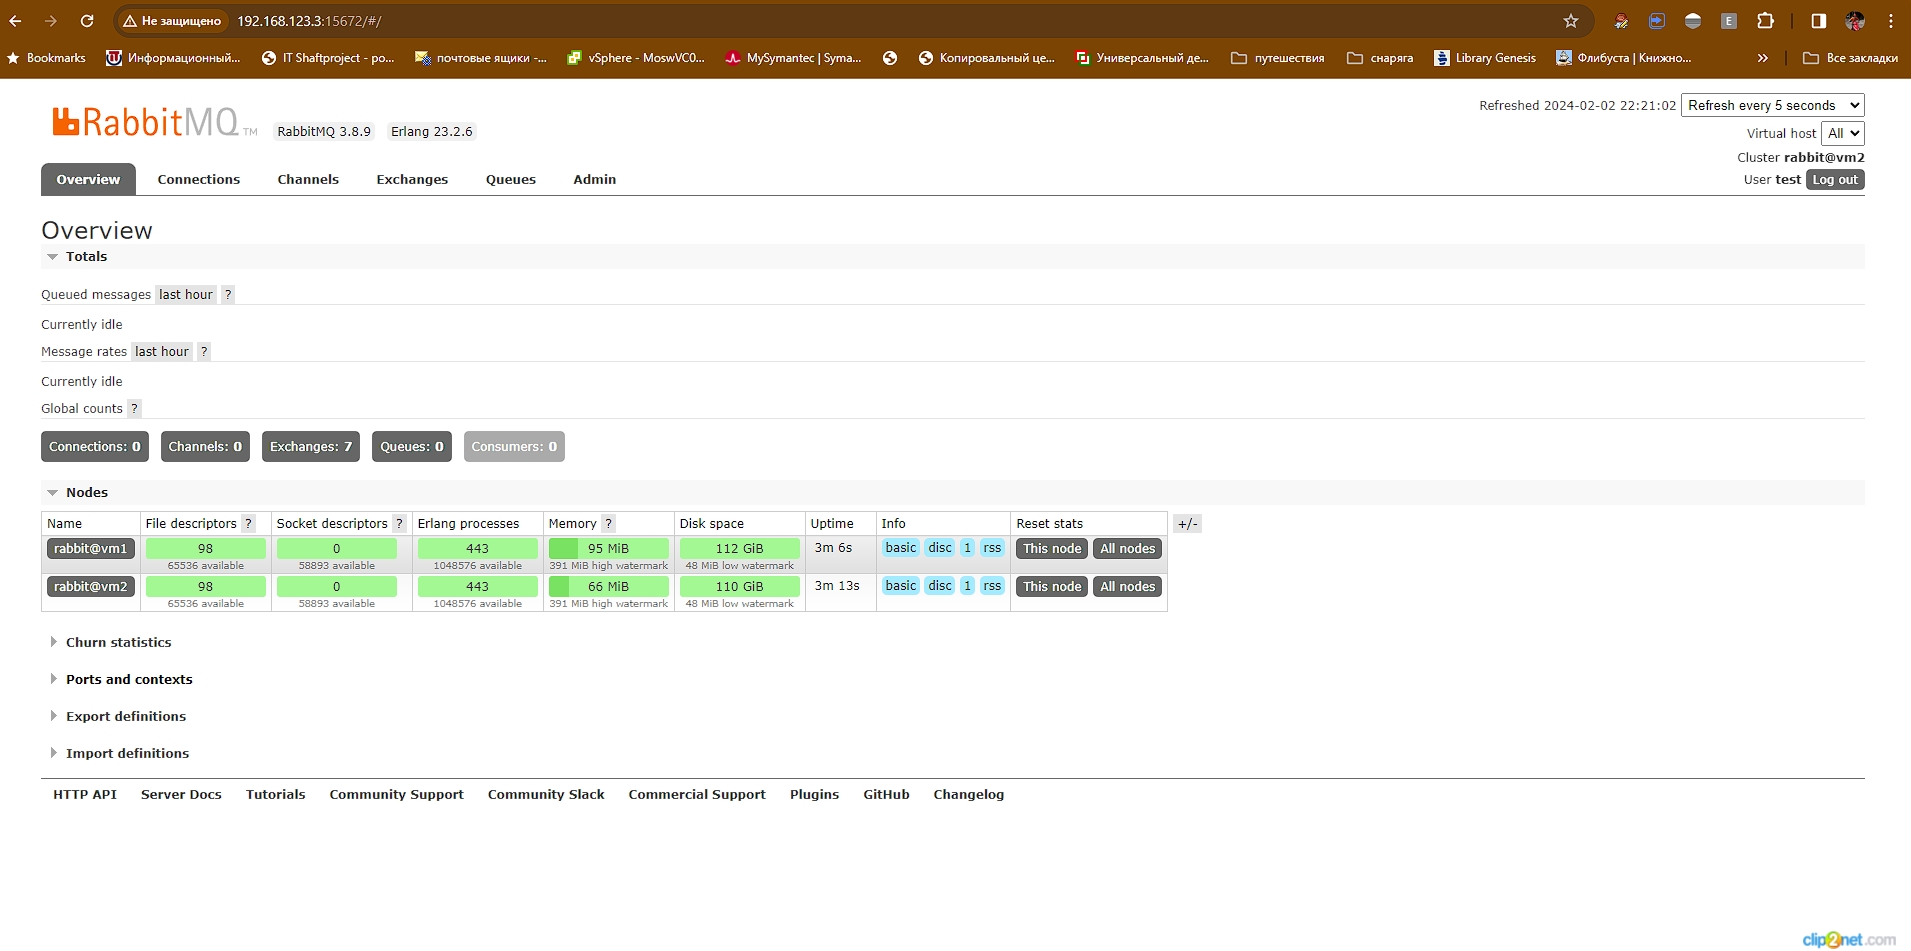 Не защищено 192.168.123.3:15672/#/
Bookmarks Информационный... IT Shaftproject - po... почтовые ящики -... vSphere - MoswVC0... MySymantec | Syma... Копировальный це... Универсальный де... путешествия снаряга Library Genesis Флибуста | Книжно... » Все закладки
RabbitMQ TM RabbitMQ 3.8.9 Erlang 23.2.6
Refreshed 2024-02-02 22:21:02 Refresh every 5 seconds
Virtual host All
Cluster rabbit@vm2
User test Log out
Overview Connections Channels Exchanges Queues Admin
Overview
Totals
Queued messages last hour ?
Currently idle
Message rates last hour ?
Currently idle
Global counts ?
Connections: 0 Channels: 0 Exchanges: 7 Queues: 0 Consumers: 0
Nodes
Name File descriptors ? Socket descriptors ? Erlang processes Memory ? Disk space Uptime Info Reset stats +/-
rabbit@vm1 98 0 443 95 MiB 112 GiB 3m 6s basic disc 1 rss This node All nodes
65536 available 58893 available 1048576 available 391 MiB high watermark 48 MiB low watermark
rabbit@vm2 98 0 443 66 MiB 110 GiB 3m 13s basic disc 1 rss This node All nodes
65536 available 58893 available 1048576 available 391 MiB high watermark 48 MiB low watermark
Churn statistics
Ports and contexts
Export definitions
Import definitions
HTTP API Server Docs Tutorials Community Support Community Slack Commercial Support Plugins GitHub Changelog
clip2net.com